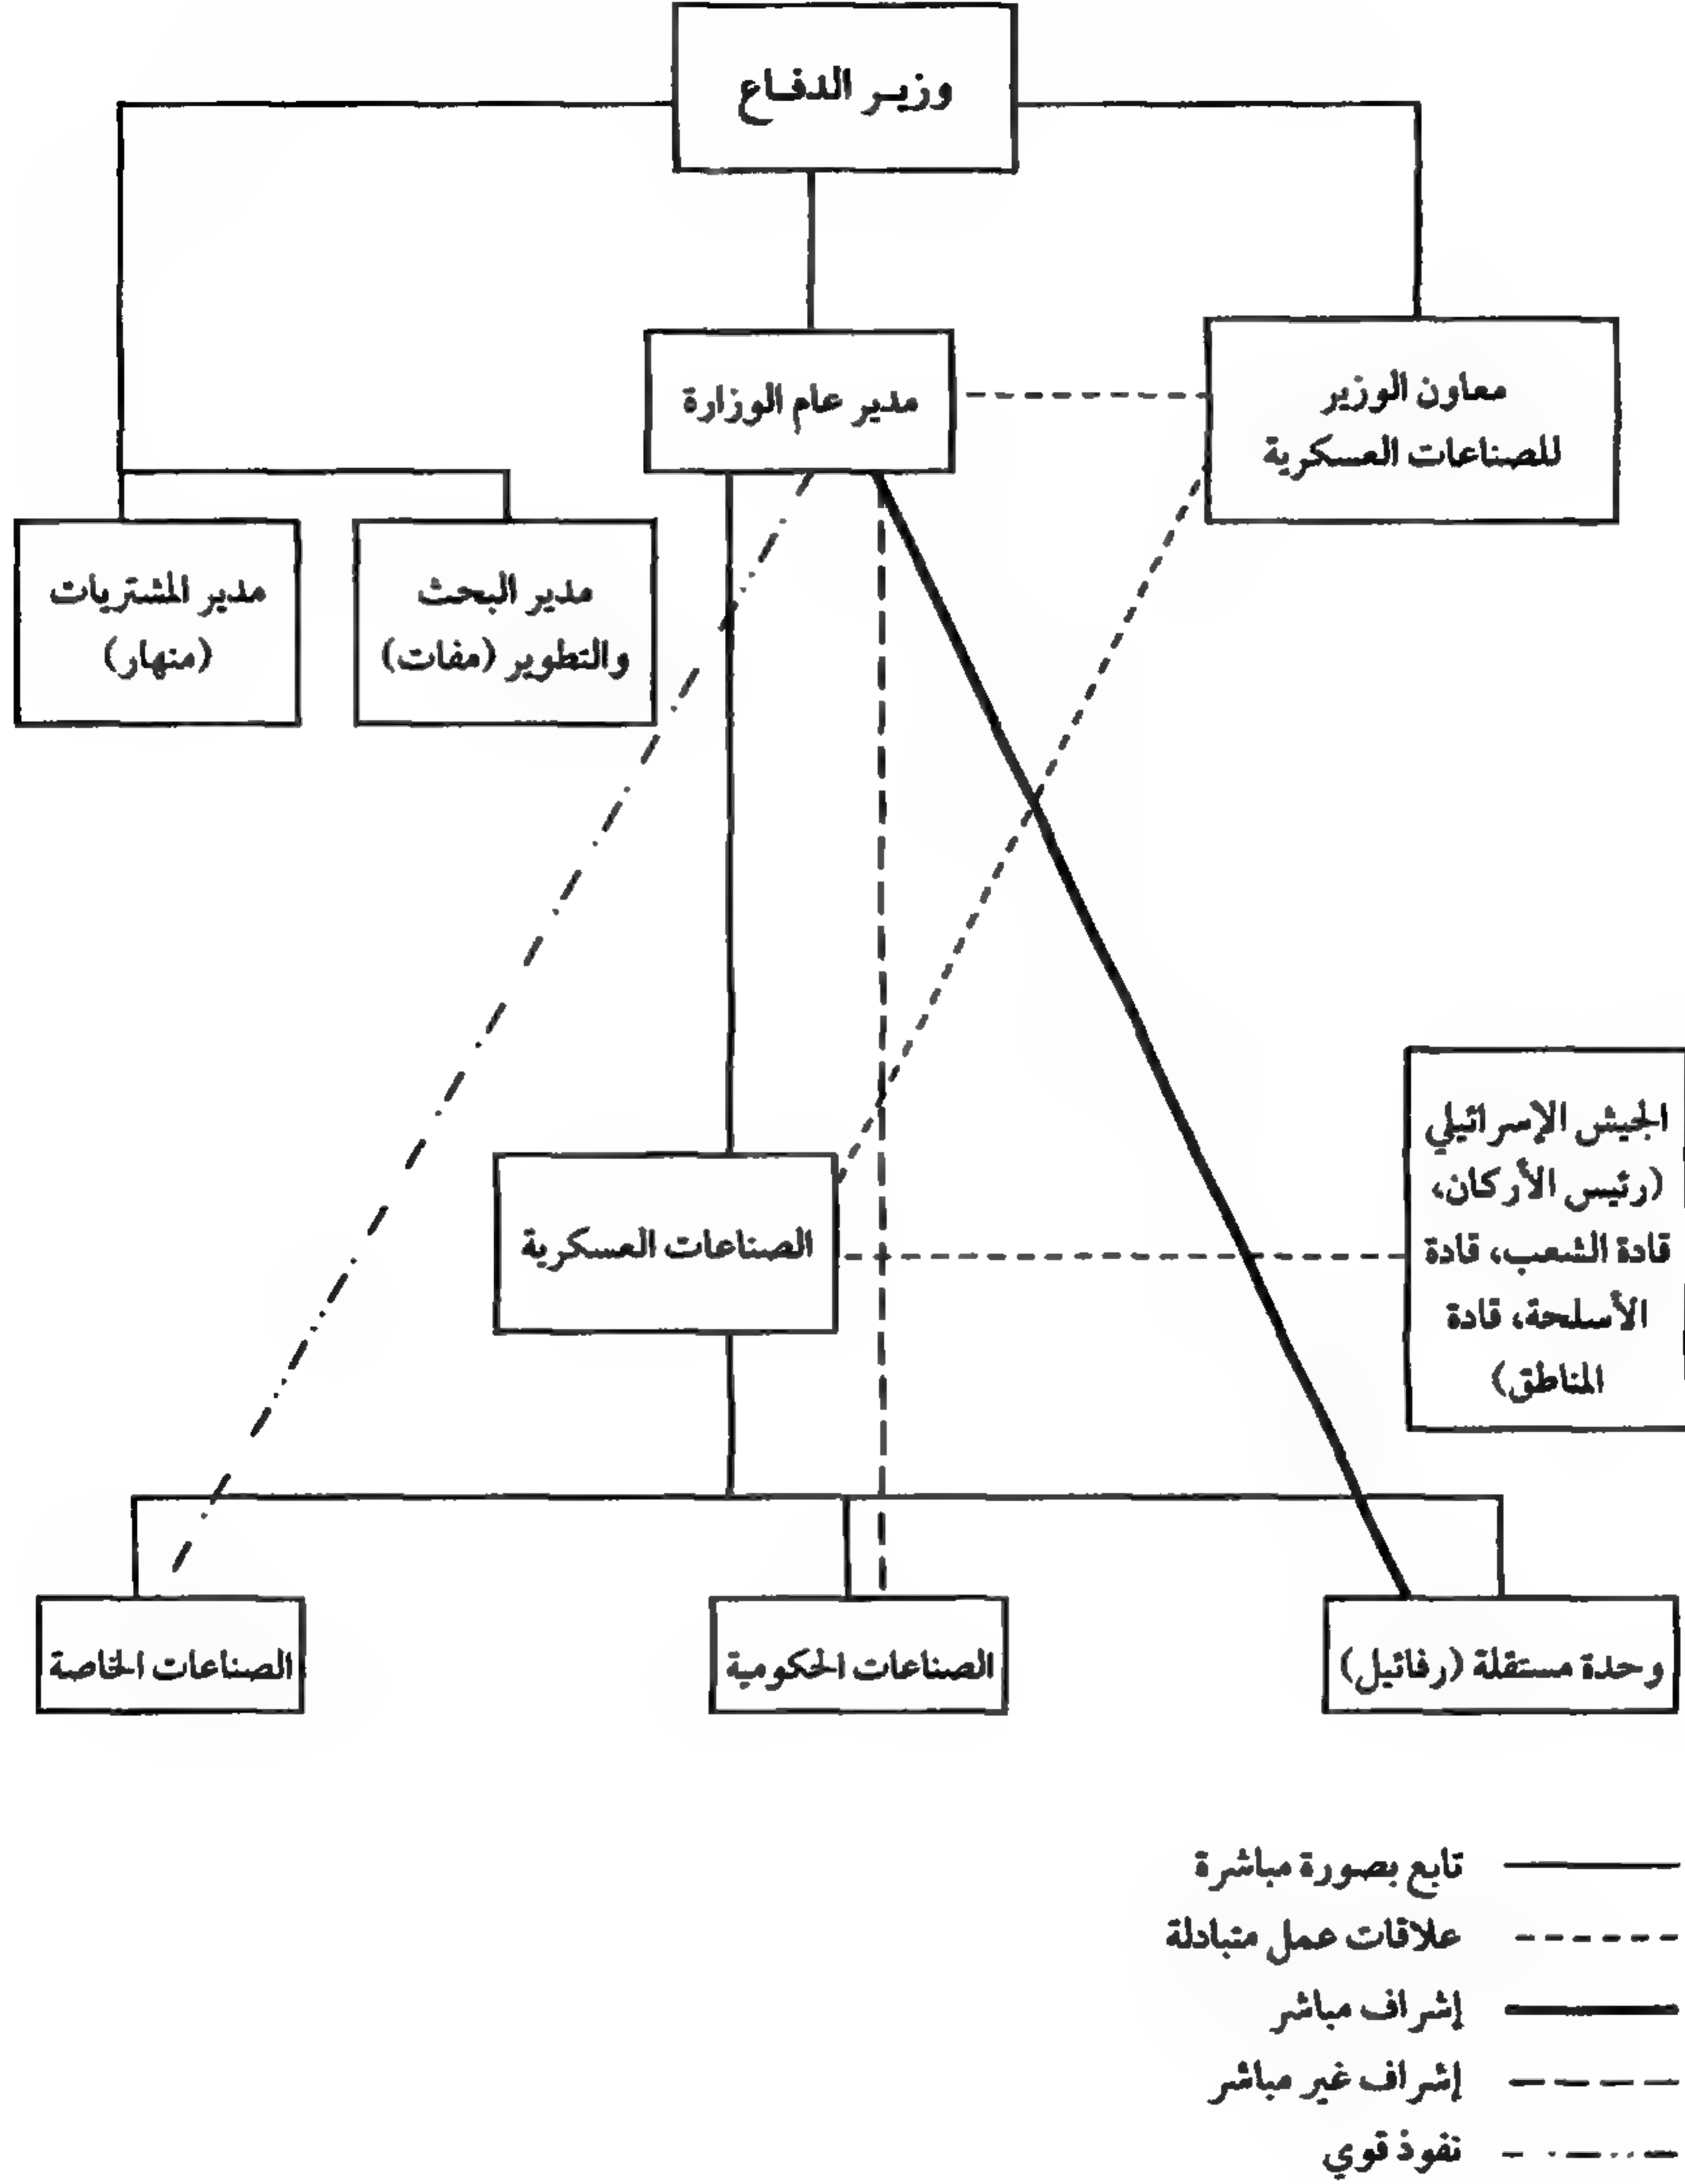 وزير الدفاع
مدير عام الوزارة
معاون الوزير
للصناعات العسكرية
مدير البحث
والتطوير (مفات)
مدير المشتريات
(منهار)
الجيش الإسرائيلي
(رئيس الأركان،
قادة الشعب، قادة
الأسلحة، قادة
المناطق)
الصناعات العسكرية
وحدة مستقلة (رفائيل)
الصناعات الحكومية
الصناعات الخاصة
تابع بصورة مباشرة
علاقات عمل متبادلة
إشراف مباشر
إشراف غير مباشر
نفوذ قوي